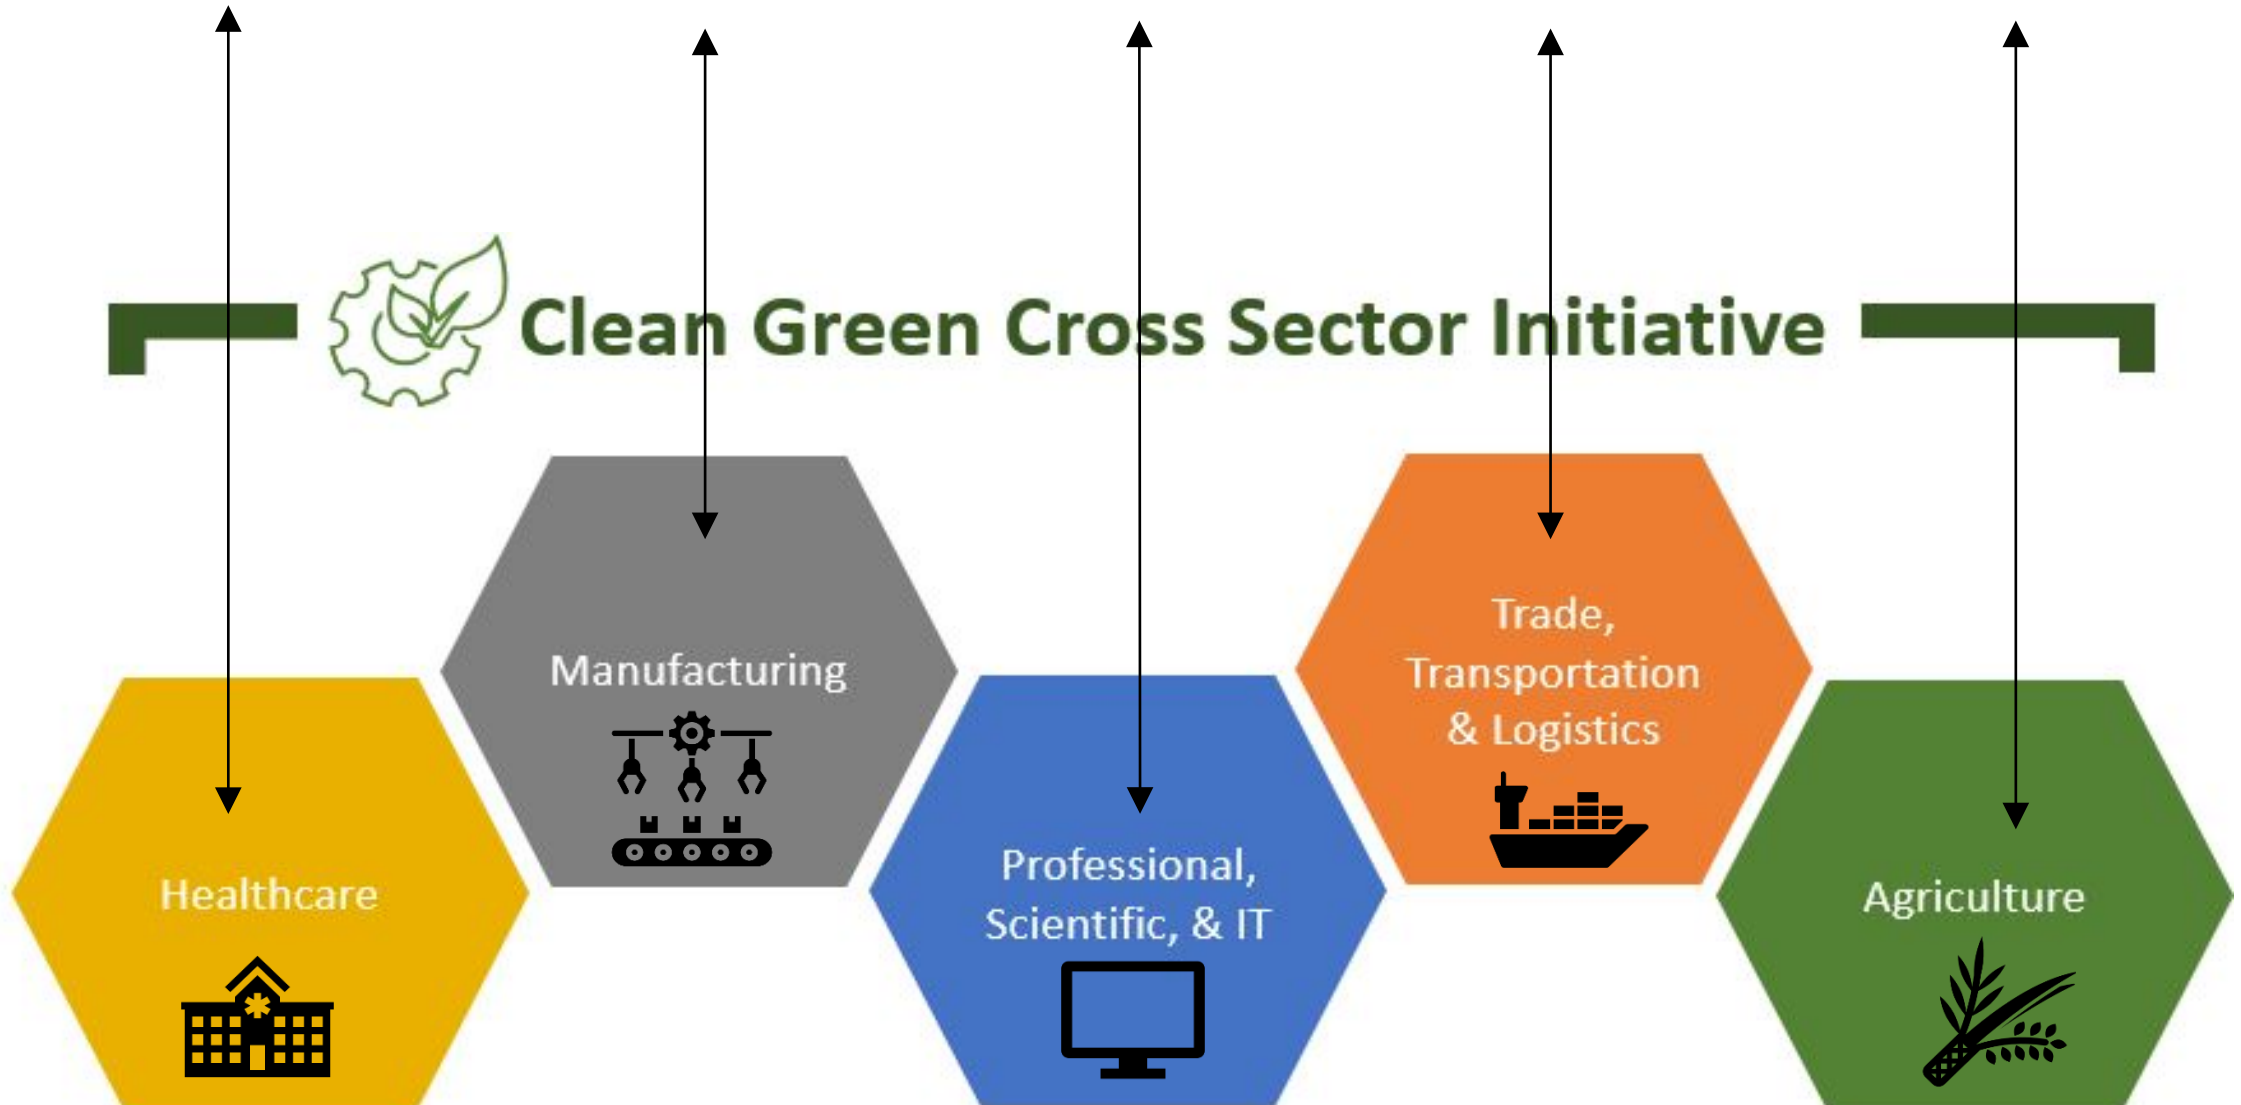 Clean Green Cross Sector Initiative
Healthcare
Manufacturing
Professional,
Scientific, & IT
Trade,
Transportation
& Logistics
Agriculture